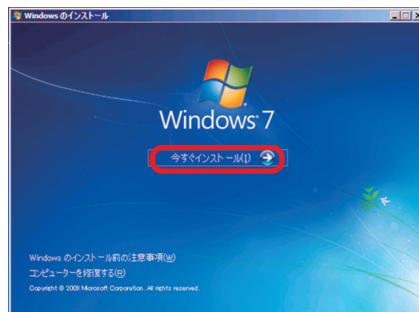 Windows のインストール
Windows 7
今すぐインストール(I)
Windows のインストール前の注意事項(W)
コンピューターを修復する(R)
Copyright © 2009 Microsoft Corporation. All rights reserved.